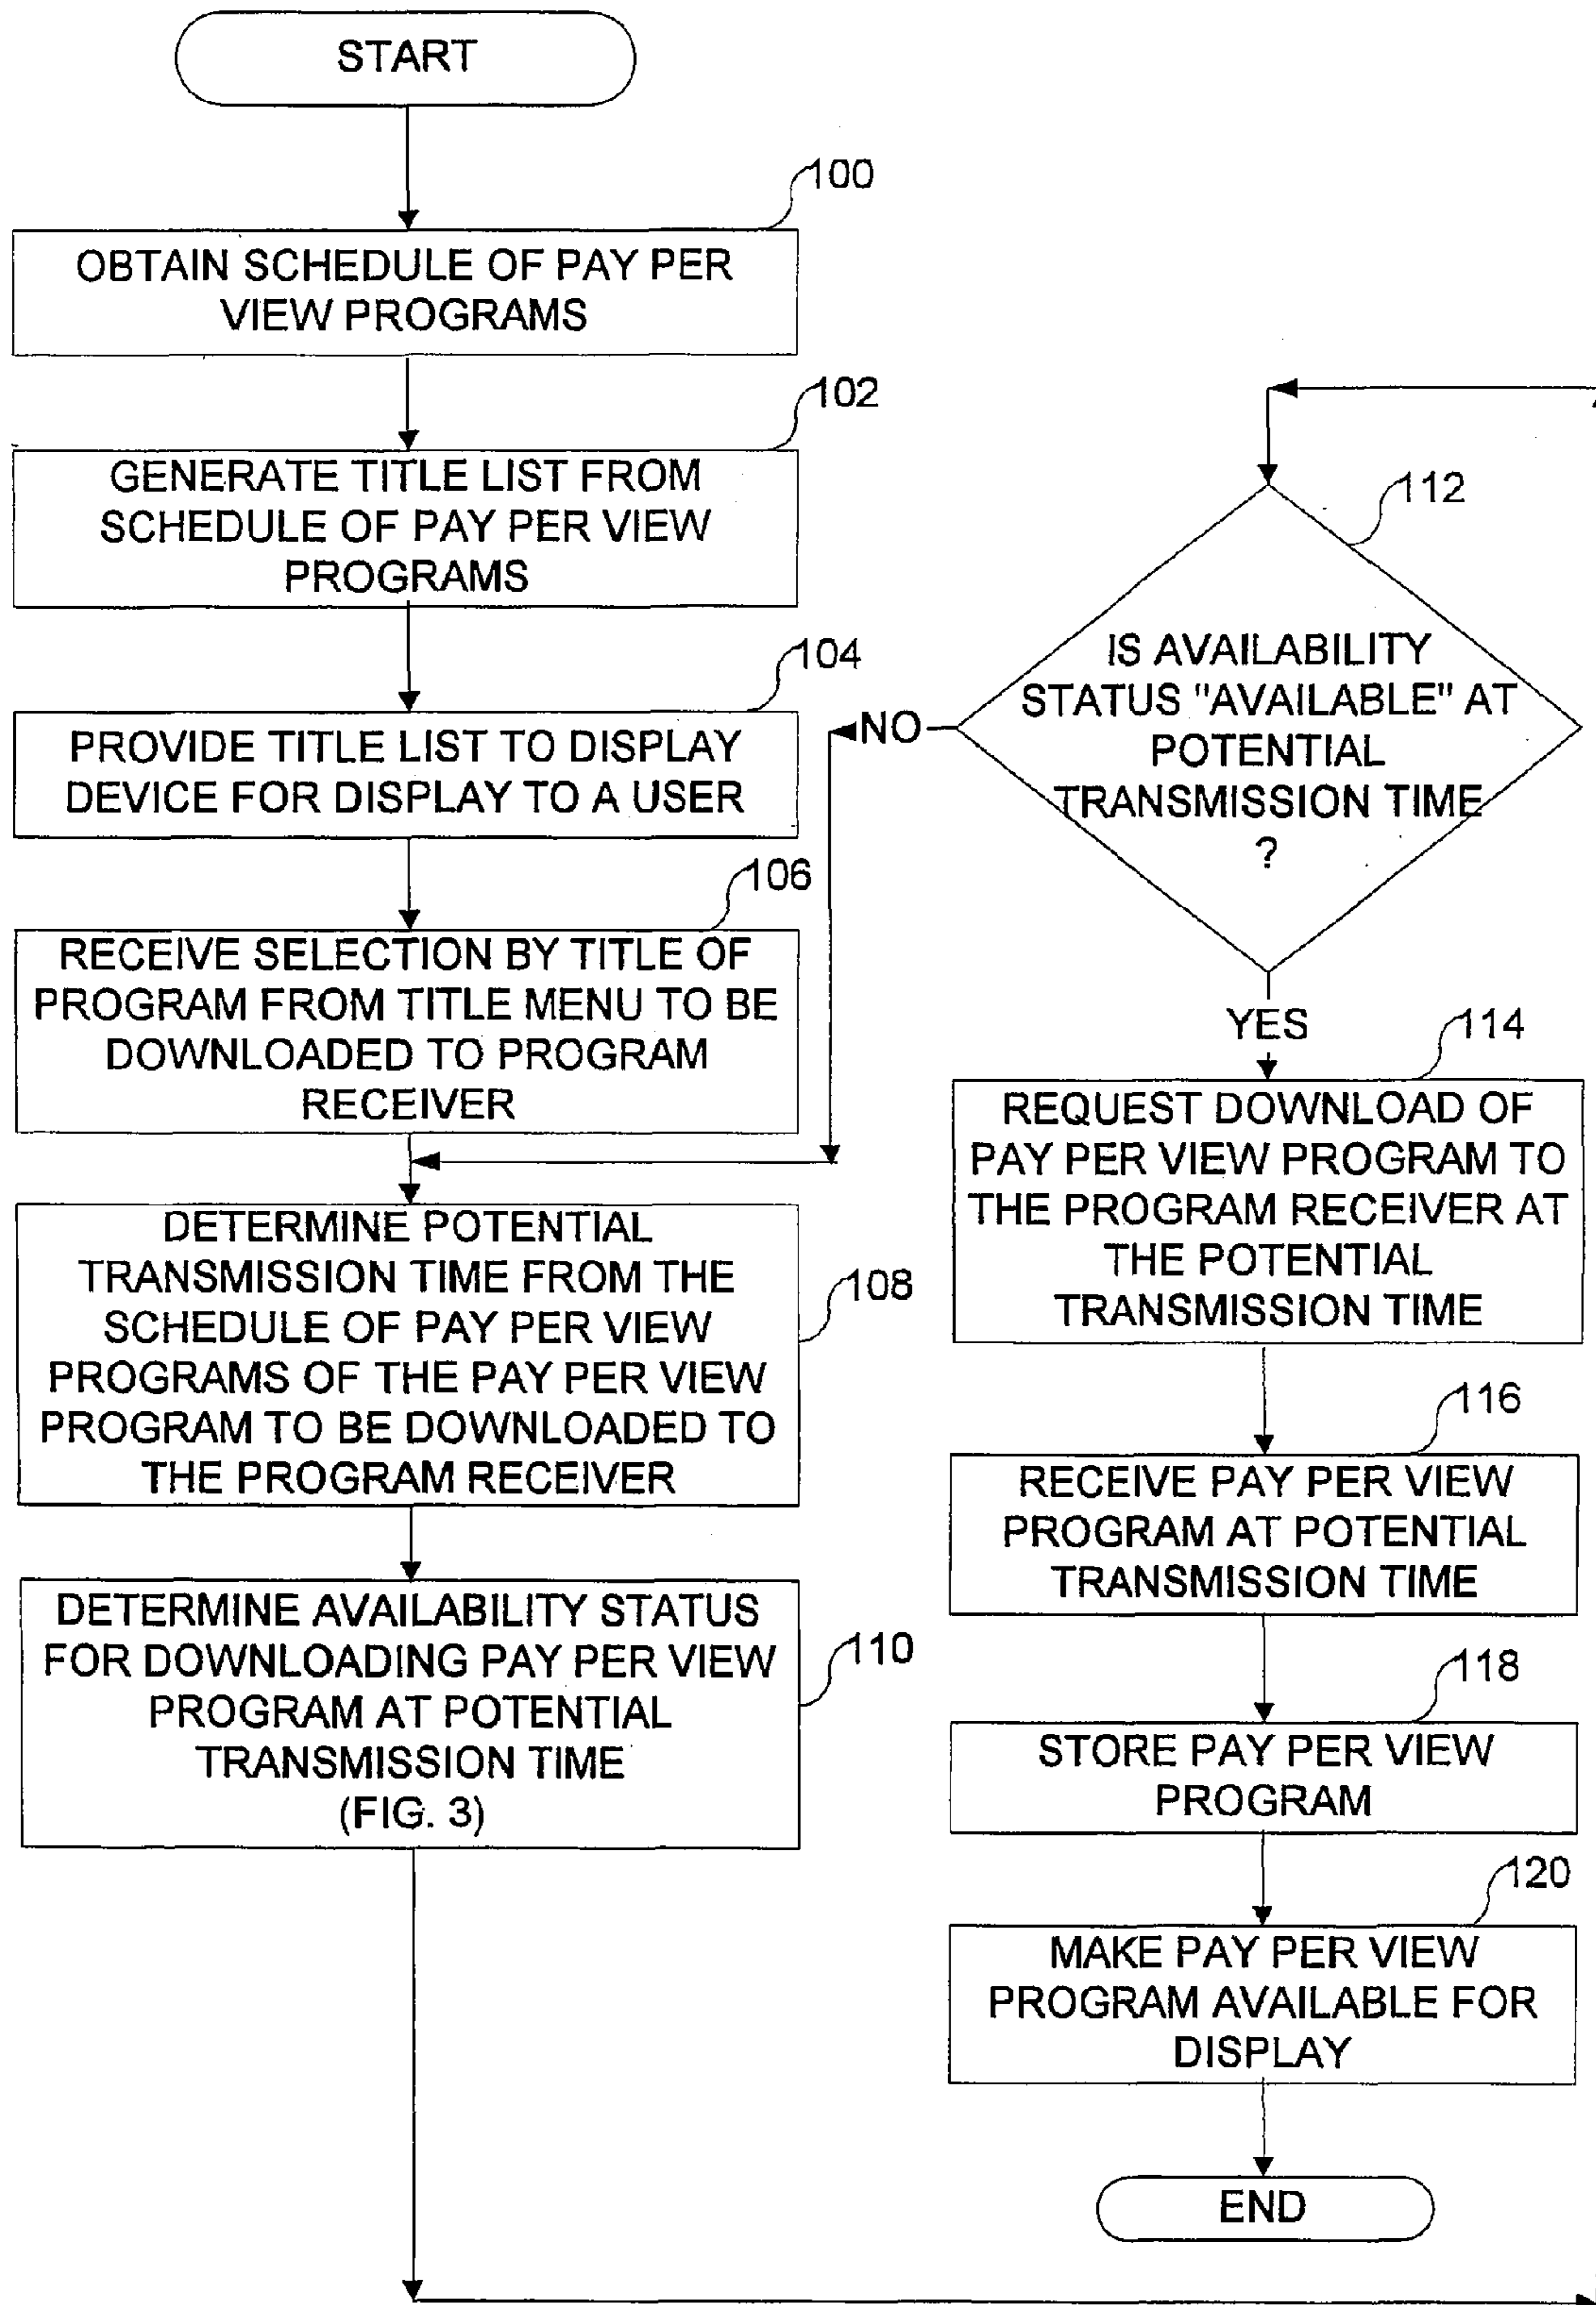 START
100
OBTAIN SCHEDULE OF PAY PER
VIEW PROGRAMS
102
GENERATE TITLE LIST FROM
SCHEDULE OF PAY PER VIEW
PROGRAMS
104
PROVIDE TITLE LIST TO DISPLAY
DEVICE FOR DISPLAY TO A USER
106
RECEIVE SELECTION BY TITLE OF
PROGRAM FROM TITLE MENU TO BE
DOWNLOADED TO PROGRAM
RECEIVER
108
DETERMINE POTENTIAL
TRANSMISSION TIME FROM THE
SCHEDULE OF PAY PER VIEW
PROGRAMS OF THE PAY PER VIEW
PROGRAM TO BE DOWNLOADED TO
THE PROGRAM RECEIVER
110
DETERMINE AVAILABILITY STATUS
FOR DOWNLOADING PAY PER VIEW
PROGRAM AT POTENTIAL
TRANSMISSION TIME
(FIG. 3)
112
IS AVAILABILITY
STATUS "AVAILABLE" AT
POTENTIAL
TRANSMISSION TIME
?
NO
YES
114
REQUEST DOWNLOAD OF
PAY PER VIEW PROGRAM TO
THE PROGRAM RECEIVER AT
THE POTENTIAL
TRANSMISSION TIME
116
RECEIVE PAY PER VIEW
PROGRAM AT POTENTIAL
TRANSMISSION TIME
118
STORE PAY PER VIEW
PROGRAM
120
MAKE PAY PER VIEW
PROGRAM AVAILABLE FOR
DISPLAY
END